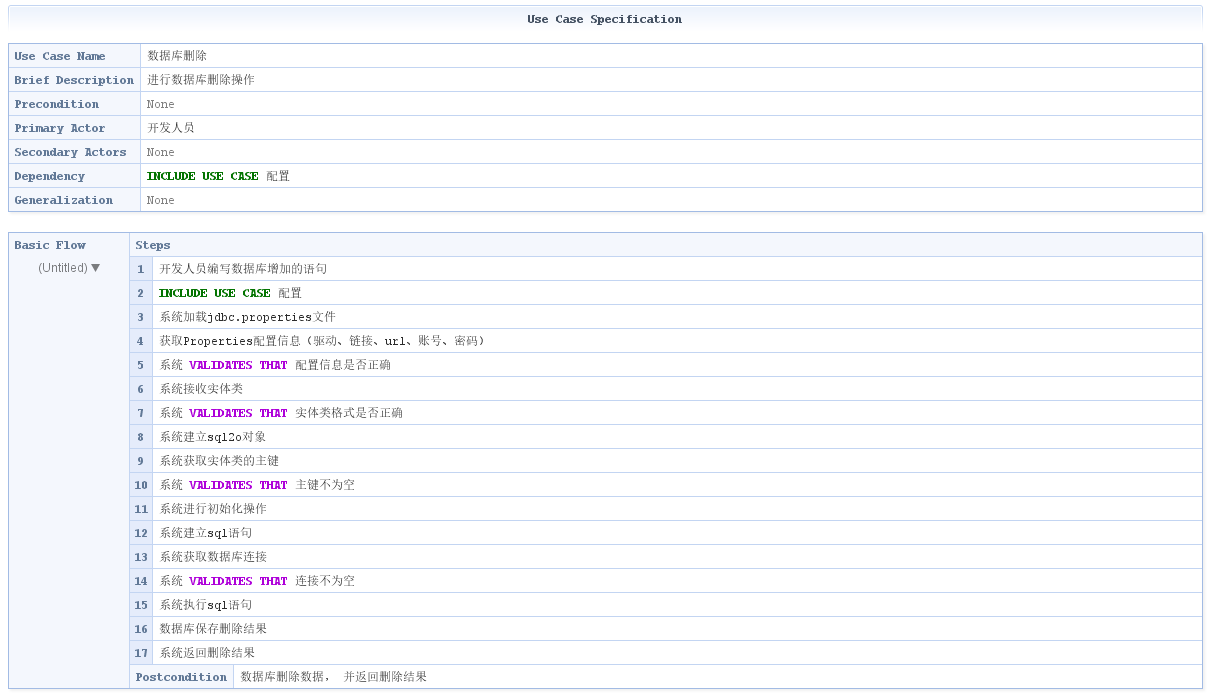 Use Case Specification
Use Case Name 数据库删除
Brief Description 进行数据库删除操作
Precondition None
Primary Actor 开发人员
Secondary Actors None
Dependency INCLUDE USE CASE 配置
Generalization None
Basic Flow Steps
(Untitled) ▼
1 开发人员编写数据库增加的语句
2 INCLUDE USE CASE 配置
3 系统加载jdbc.properties文件
4 获取Properties配置信息（驱动、链接、url、账号、密码）
5 系统 VALIDATES THAT 配置信息是否正确
6 系统接收实体类
7 系统 VALIDATES THAT 实体类格式是否正确
8 系统建立sql2o对象
9 系统获取实体类的主键
10 系统 VALIDATES THAT 主键不为空
11 系统进行初始化操作
12 系统建立sql语句
13 系统获取数据库连接
14 系统 VALIDATES THAT 连接不为空
15 系统执行sql语句
16 数据库保存删除结果
17 系统返回删除结果
Postcondition 数据库删除数据， 并返回删除结果